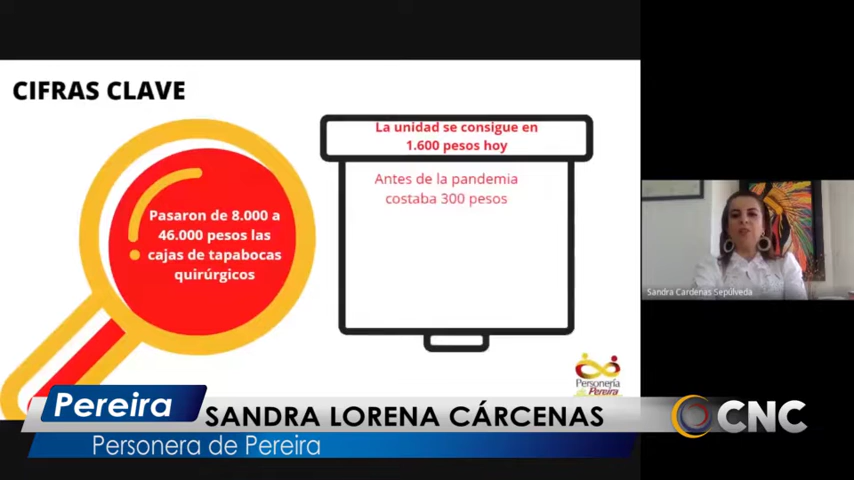 CIFRAS CLAVE
Pasaron de 8.000 a
46.000 pesos las
cajas de tapabocas
quirúrgicos
La unidad se consigue en
1.600 pesos hoy
Antes de la pandemia
costaba 300 pesos
Sandra Cardenas Sepúlveda
Personería
de Pereira
Pereira
SANDRA LORENA CÁRCENAS
CNC
Personera de Pereira